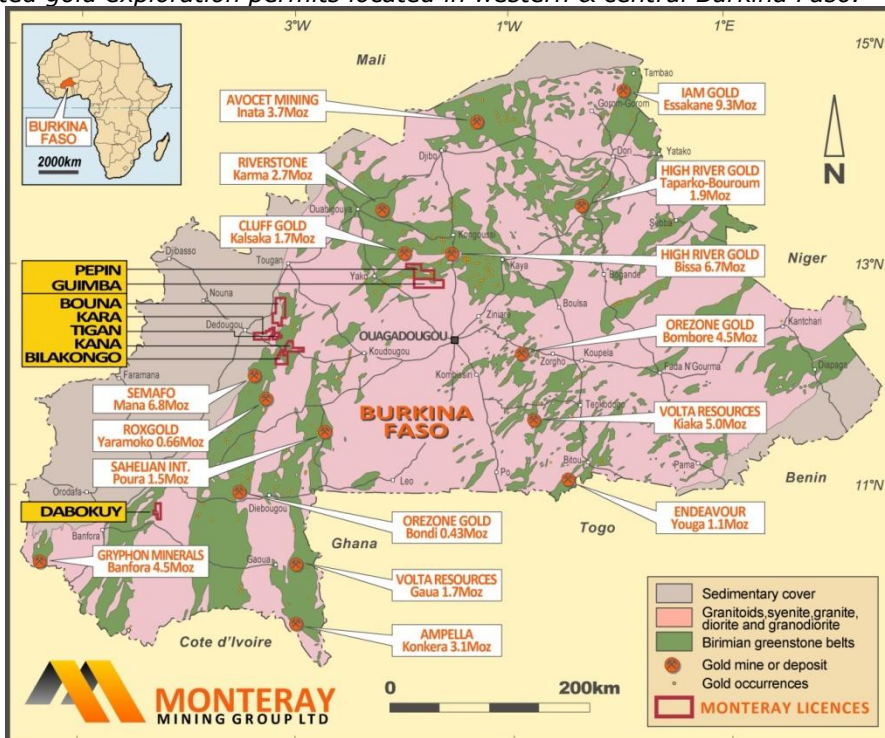 ted gold exploration permits located in western & central Burkina Faso.
3°W
1°W
1°E
15°N
Mali
Tambao
AVOCET MINING
Inata 3.7Moz
IAM GOLD
Essakane 9.3Moz
Gorom-Gorom
BURKINA
FASO
2000km
Djibo
Dori
Yatako
N
RIVERSTONE
Karma 2.7Moz
HIGH RIVER GOLD
Taparko-Bouroum
1.9Moz
Ouahigouya
Sebba
CLUFF GOLD
Kalsaka 1.7Moz
Kongoussi
Djibasso
Tougan
Niger
PEPIN
GUIMBA
Yako
Kaya
Bogande
HIGH RIVER GOLD
Bissa 6.7Moz
13°N
BOUNA
KARA
TIGAN
KANA
BILAKONGO
Nouna
Dedougou
Ziniare
Boulsa
OUAGADOUGOU
Koudougou
OREZONE GOLD
Bombore 4.5Moz
Kantchari
Zorgho
Koupela
Fada N'Gourma
Diapaga
Faramana
Kombissiri
SEMAFO
Mana 6.8Moz
BURKINA
FASO
Tenkodogo
ROXGOLD
Yaramoko 0.66Moz
VOLTA RESOURCES
Kiaka 5.0Moz
SAHELIAN INT.
Poura 1.5Moz
Bitou
Pama
Po
Leo
Benin
Orodara
11°N
DABOKUY
Diebougou
Togo
ENDEAVOUR
Youga 1.1Moz
Banfora
OREZONE GOLD
Bondi 0.43Moz
Ghana
GRYPHON MINERALS
Banfora 4.5Moz
Gaoua
VOLTA RESOURCES
Gaua 1.7Moz
Cote d'Ivoire
AMPELLA
Konkera 3.1Moz
Sedimentary cover
Granitoids,syenite,granite,
diorite and granodiorite
Birimian greenstone belts
Gold mine or deposit
Gold occurrences
MONTERAY LICENCES
MONTERAY
MINING GROUP LTD
0
200km